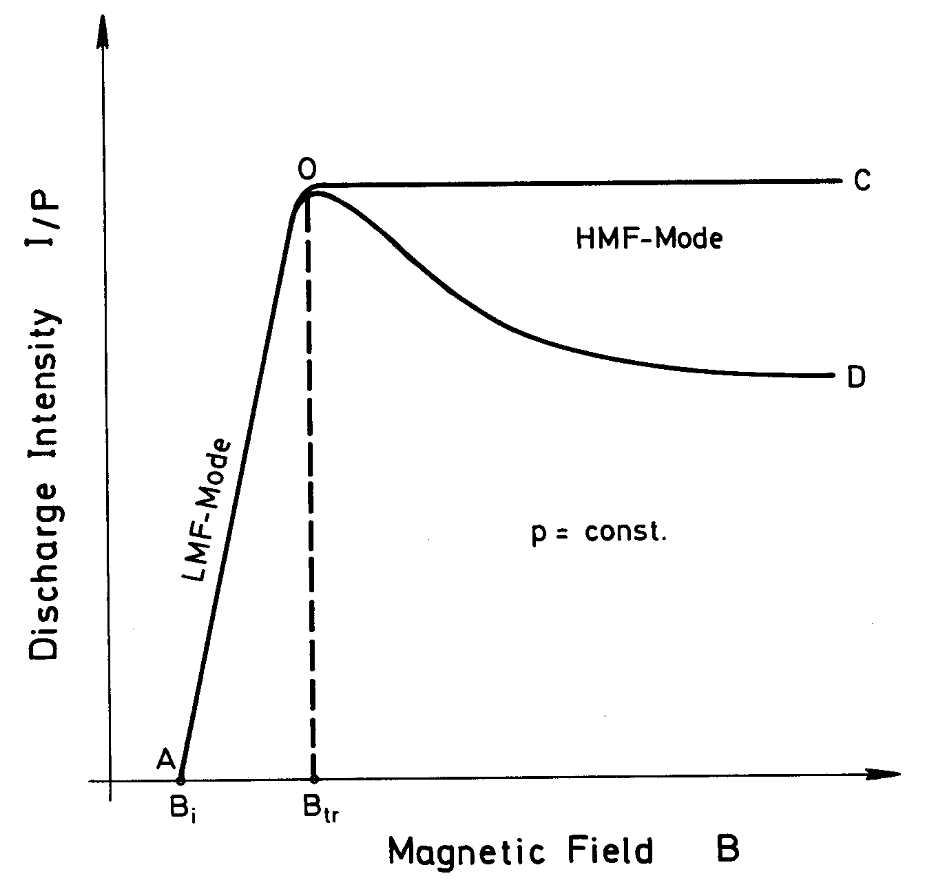 Discharge Intensity I/P
O
C
HMF-Mode
D
LMF-Mode
p = const.
A
Bi
Btr
Magnetic Field B